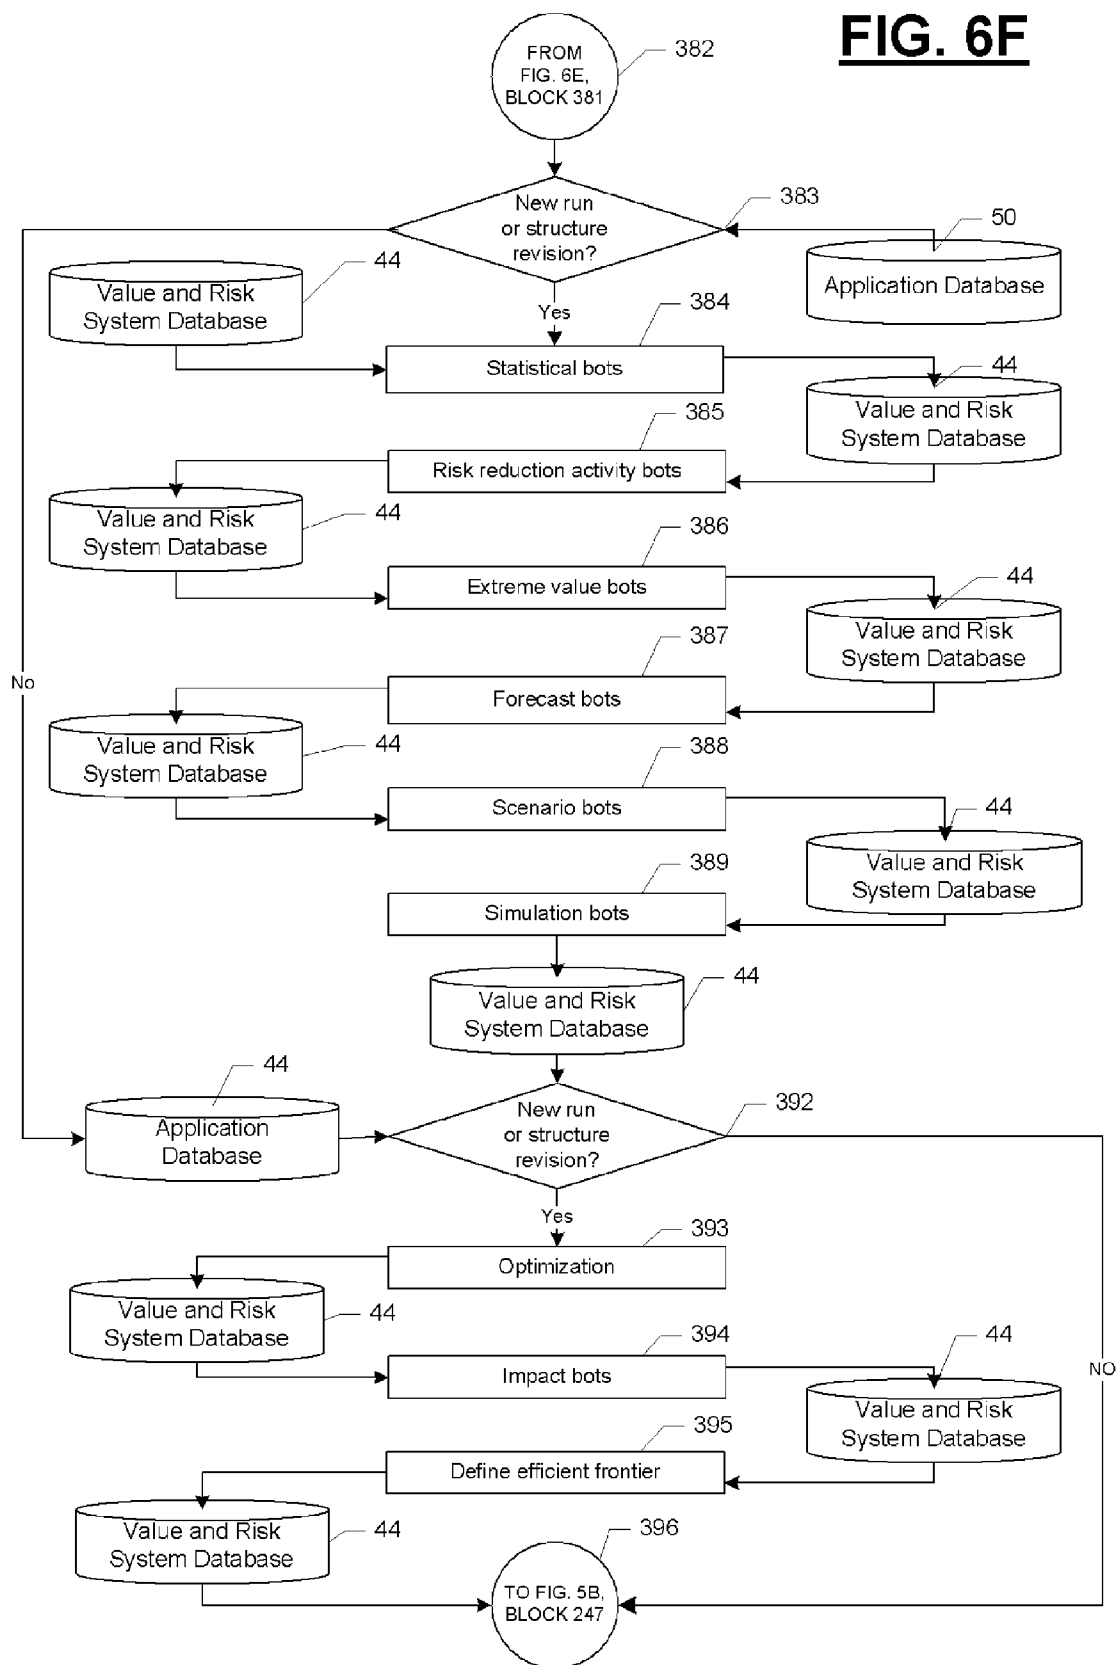 FIG. 6F
FROM
FIG. 6E,
BLOCK 381
382
New run
or structure
revision?
383
50
Application Database
44
Value and Risk
System Database
Yes
384
Statistical bots
44
Value and Risk
System Database
385
Risk reduction activity bots
44
Value and Risk
System Database
386
Extreme value bots
44
Value and Risk
System Database
387
Forecast bots
No
44
Value and Risk
System Database
388
Scenario bots
44
Value and Risk
System Database
389
Simulation bots
44
Value and Risk
System Database
44
Application
Database
New run
or structure
revision?
392
Yes
393
Optimization
44
Value and Risk
System Database
394
Impact bots
44
Value and Risk
System Database
NO
395
Define efficient frontier
44
Value and Risk
System Database
396
TO FIG. 5B,
BLOCK 247